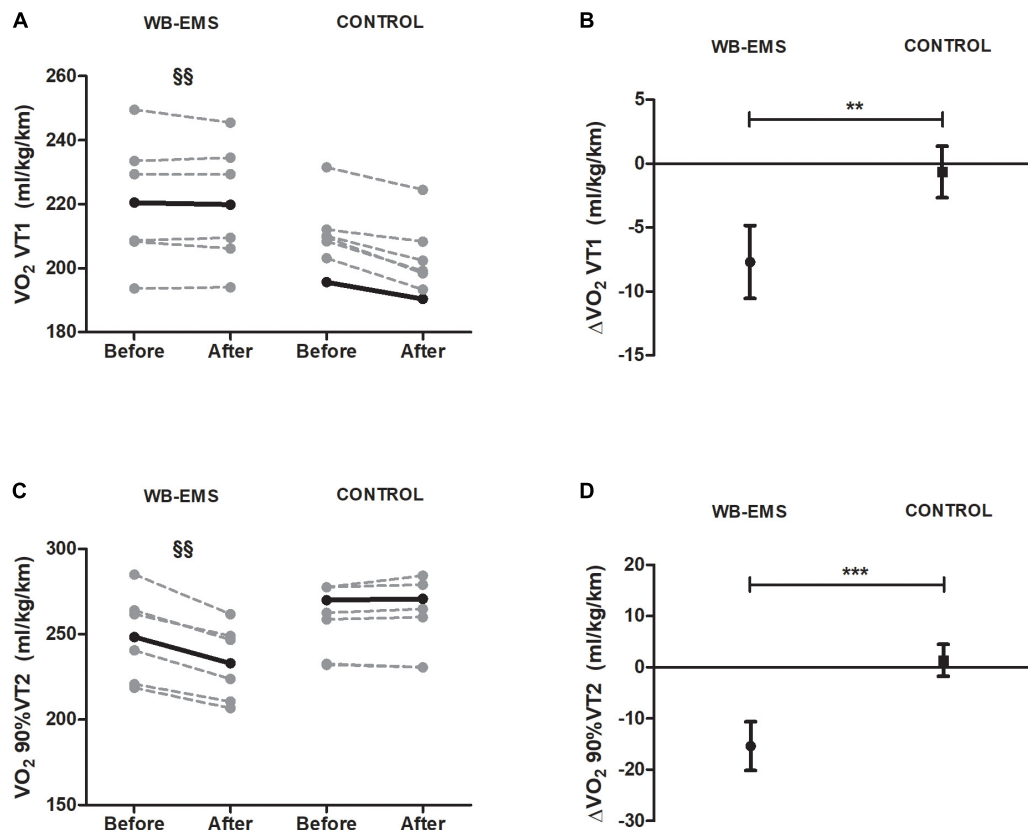 A
WB-EMS
CONTROL
§§
VO2 VT1 (ml/kg/km)
260
240
220
200
180
Before
After
Before
After
B
WB-EMS
CONTROL
**
ΔVO2 VT1 (ml/kg/km)
5
0
-5
-10
-15
C
WB-EMS
CONTROL
§§
VO2 90%VT2 (ml/kg/km)
300
250
200
150
Before
After
Before
After
D
WB-EMS
CONTROL
***
ΔVO2 90%VT2 (ml/kg/km)
20
10
0
-10
-20
-30